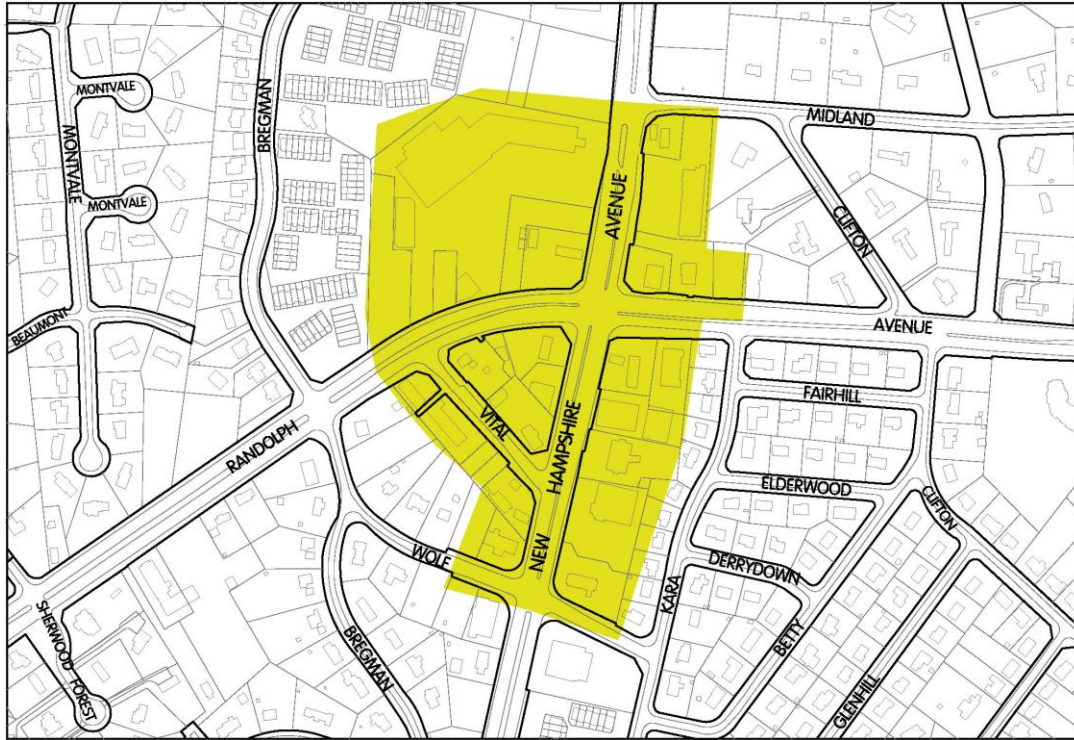 MONTVALE
MONTVALE
MONTVALE
BREGMAN
MIDLAND
AVENUE
CLIFTON
BEAUMONT
AVENUE
FAIRHILL
VITAL
HAMPSHIRE
RANDOLPH
ELDERWOOD
CLIFTON
NEW
WOLF
DERRYDOWN
KARA
SHERWOOD
FOREST
BREGMAN
BETTY
GLENHILL